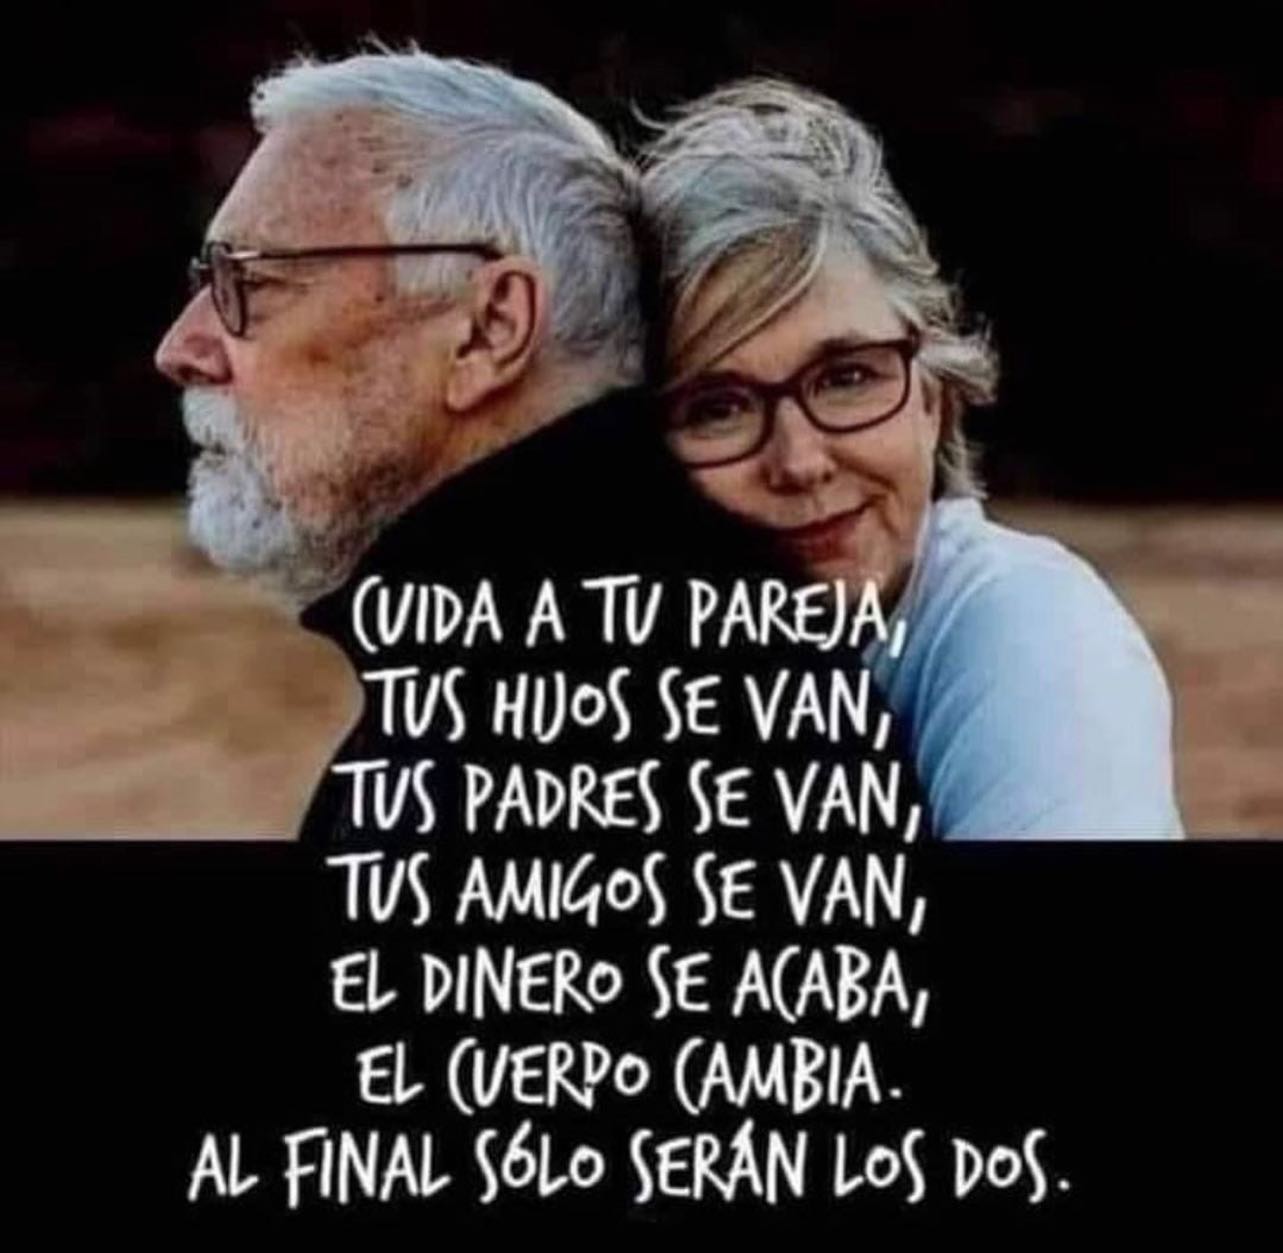 CUIDA A TU PAREJA,
TUS HIJOS SE VAN,
TUS PADRES SE VAN,
TUS AMIGOS SE VAN,
EL DINERO SE ACABA,
EL CUERPO CAMBIA.
AL FINAL SÓLO SERÁN LOS DOS.